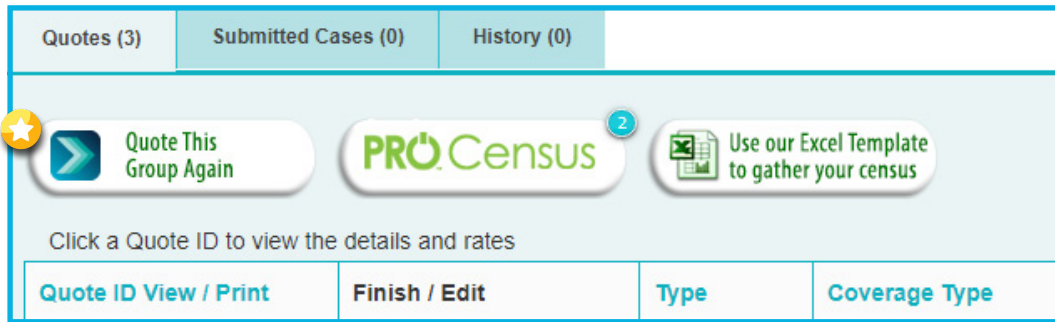 Quotes (3) Submitted Cases (0) History (0)
Quote This
Group Again
PRO Census
2
Use our Excel Template
to gather your census
Click a Quote ID to view the details and rates
Quote ID View / Print Finish / Edit Type Coverage Type